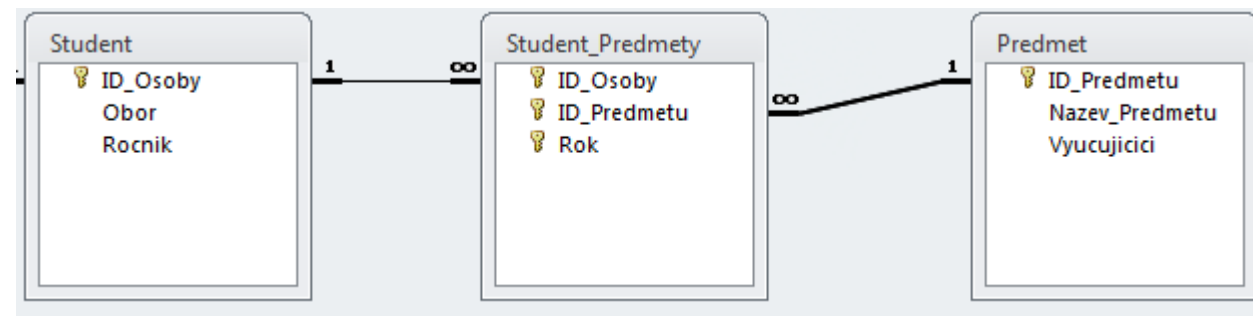 Student
ID_Osoby
Obor
Rocnik
1
∞
Student_Predmety
ID_Osoby
ID_Predmetu
Rok
∞
1
Predmet
ID_Predmetu
Nazev_Predmetu
Vyucujicici